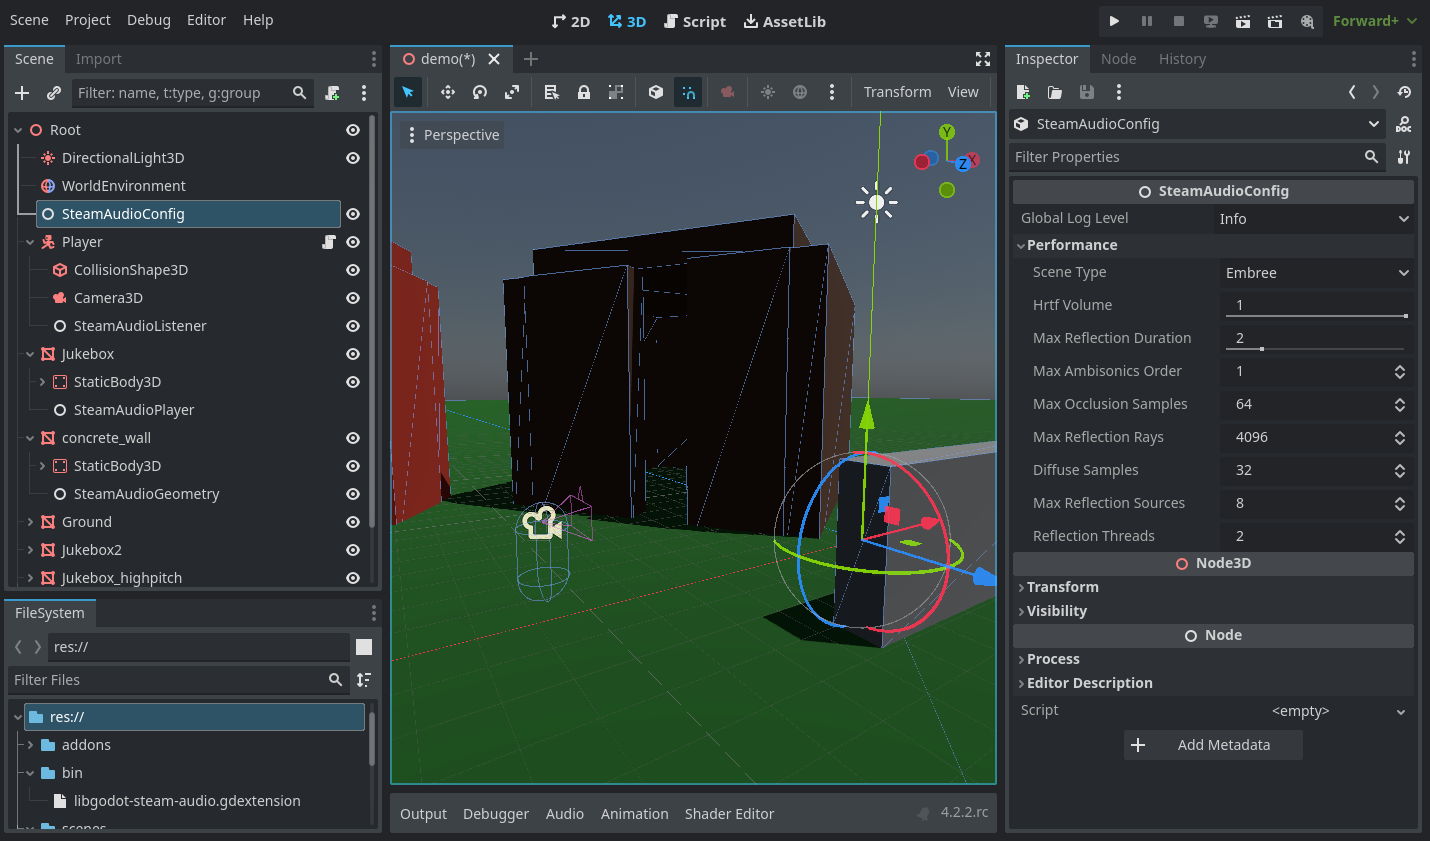 Scene Project Debug Editor Help
2D 3D Script AssetLib
Forward+
Scene Import
Filter: name, t:type, g:group
Root
DirectionalLight3D
WorldEnvironment
SteamAudioConfig
Player
CollisionShape3D
Camera3D
SteamAudioListener
Jukebox
StaticBody3D
SteamAudioPlayer
concrete_wall
StaticBody3D
SteamAudioGeometry
Ground
Jukebox2
Jukebox_highpitch
FileSystem
res://
Filter Files
res://
addons
bin
libgodot-steam-audio.gdextension
scenes
demo(*)
Transform View
Perspective
Y
Z X
Output Debugger Audio Animation Shader Editor
4.2.2.rc
Inspector Node History
SteamAudioConfig
Filter Properties
SteamAudioConfig
Global Log Level Info
Performance
Scene Type Embree
Hrtf Volume 1
Max Reflection Duration 2
Max Ambisonics Order 1
Max Occlusion Samples 64
Max Reflection Rays 4096
Diffuse Samples 32
Max Reflection Sources 8
Reflection Threads 2
Node3D
Transform
Visibility
Node
Process
Editor Description
Script <empty>
Add Metadata